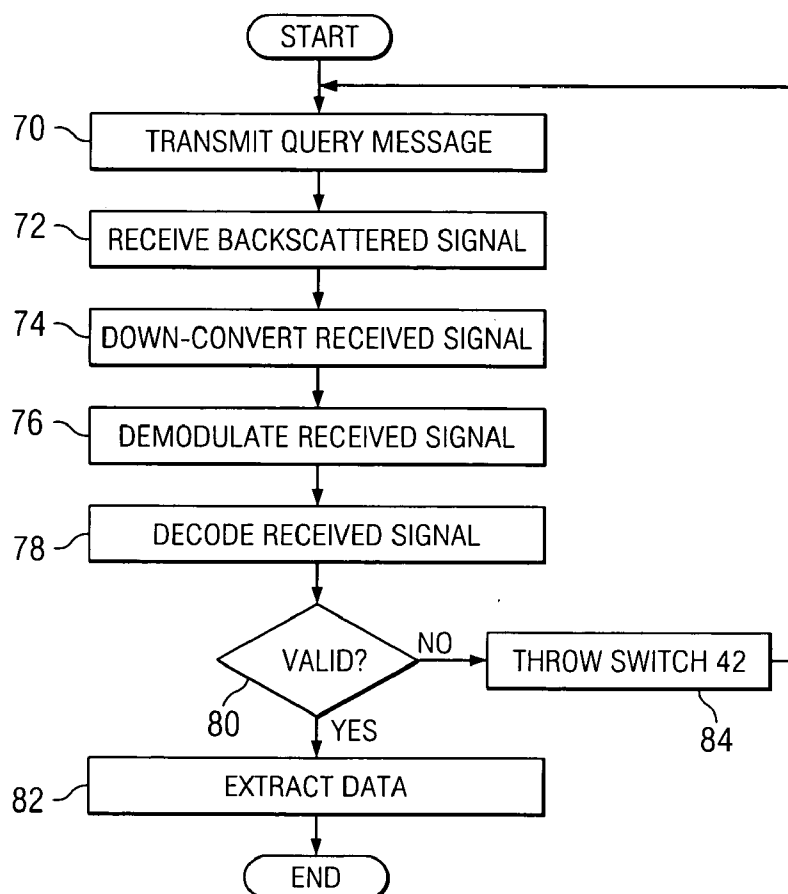 START
70
TRANSMIT QUERY MESSAGE
72
RECEIVE BACKSCATTERED SIGNAL
74
DOWN-CONVERT RECEIVED SIGNAL
76
DEMODULATE RECEIVED SIGNAL
78
DECODE RECEIVED SIGNAL
VALID?
NO
THROW SWITCH 42
80
YES
84
82
EXTRACT DATA
END